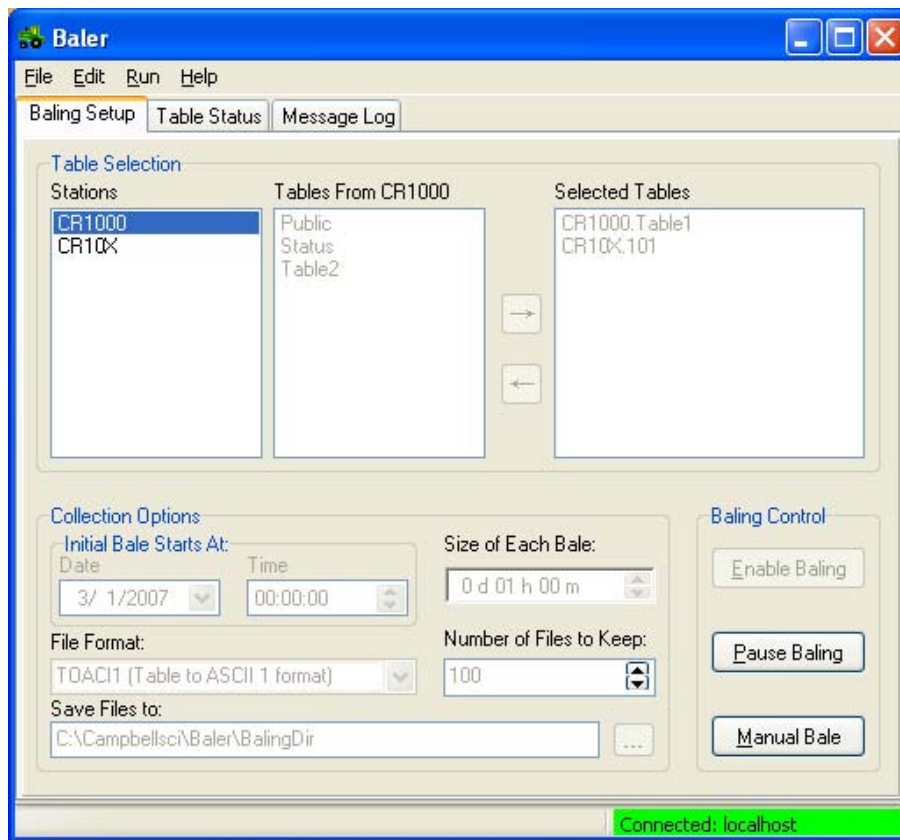 Baler
File Edit Run Help
Baling Setup Table Status Message Log
Table Selection
Stations
CR1000
CR10X
Tables From CR1000
Public
Status
Table2
→
←
Selected Tables
CR1000.Table1
CR10X.101
Collection Options
Initial Bale Starts At:
Date Time
3/ 1/2007 00:00:00
Size of Each Bale:
0 d 01 h 00 m
File Format:
TOACI1 (Table to ASCII 1 format)
Number of Files to Keep:
100
Save Files to:
C:\Campbellsci\Baler\BalingDir
...
Baling Control
Enable Baling
Pause Baling
Manual Bale
Connected: localhost